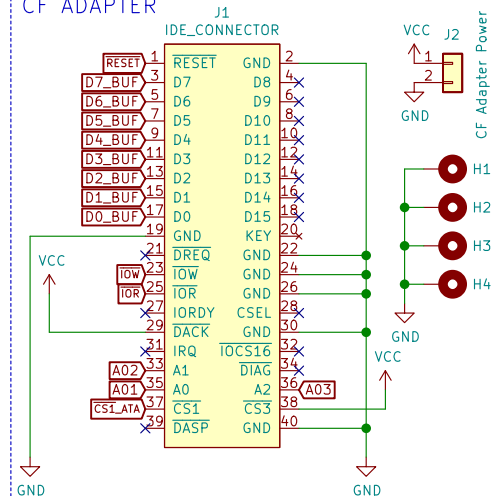 CF ADAPTER
J1
IDE_CONNECTOR
RESET 1 RESET GND 2
D7_BUF 3 D7 D8 4
D6_BUF 5 D6 D9 6
D5_BUF 7 D5 D10 8
D4_BUF 9 D4 D11 10
D3_BUF 11 D3 D12 12
D2_BUF 13 D2 D13 14
D1_BUF 15 D1 D14 16
D0_BUF 17 D0 D15 18
19 GND KEY 20
21 DREQ GND 22
IOW 23 IOW GND 24
IOR 25 IOR GND 26
27 IORDY CSEL 28
VCC 29 DACK GND 30
31 IRQ IOCS16 32
A02 33 A1 DIAG 34
A01 35 A0 A2 36 A03
CS1_ATA 37 CS1 CS3 38 VCC
39 DASP GND 40
GND
GND
VCC
J2
1
2
GND
CF Adapter Power
H1
H2
H3
H4
GND